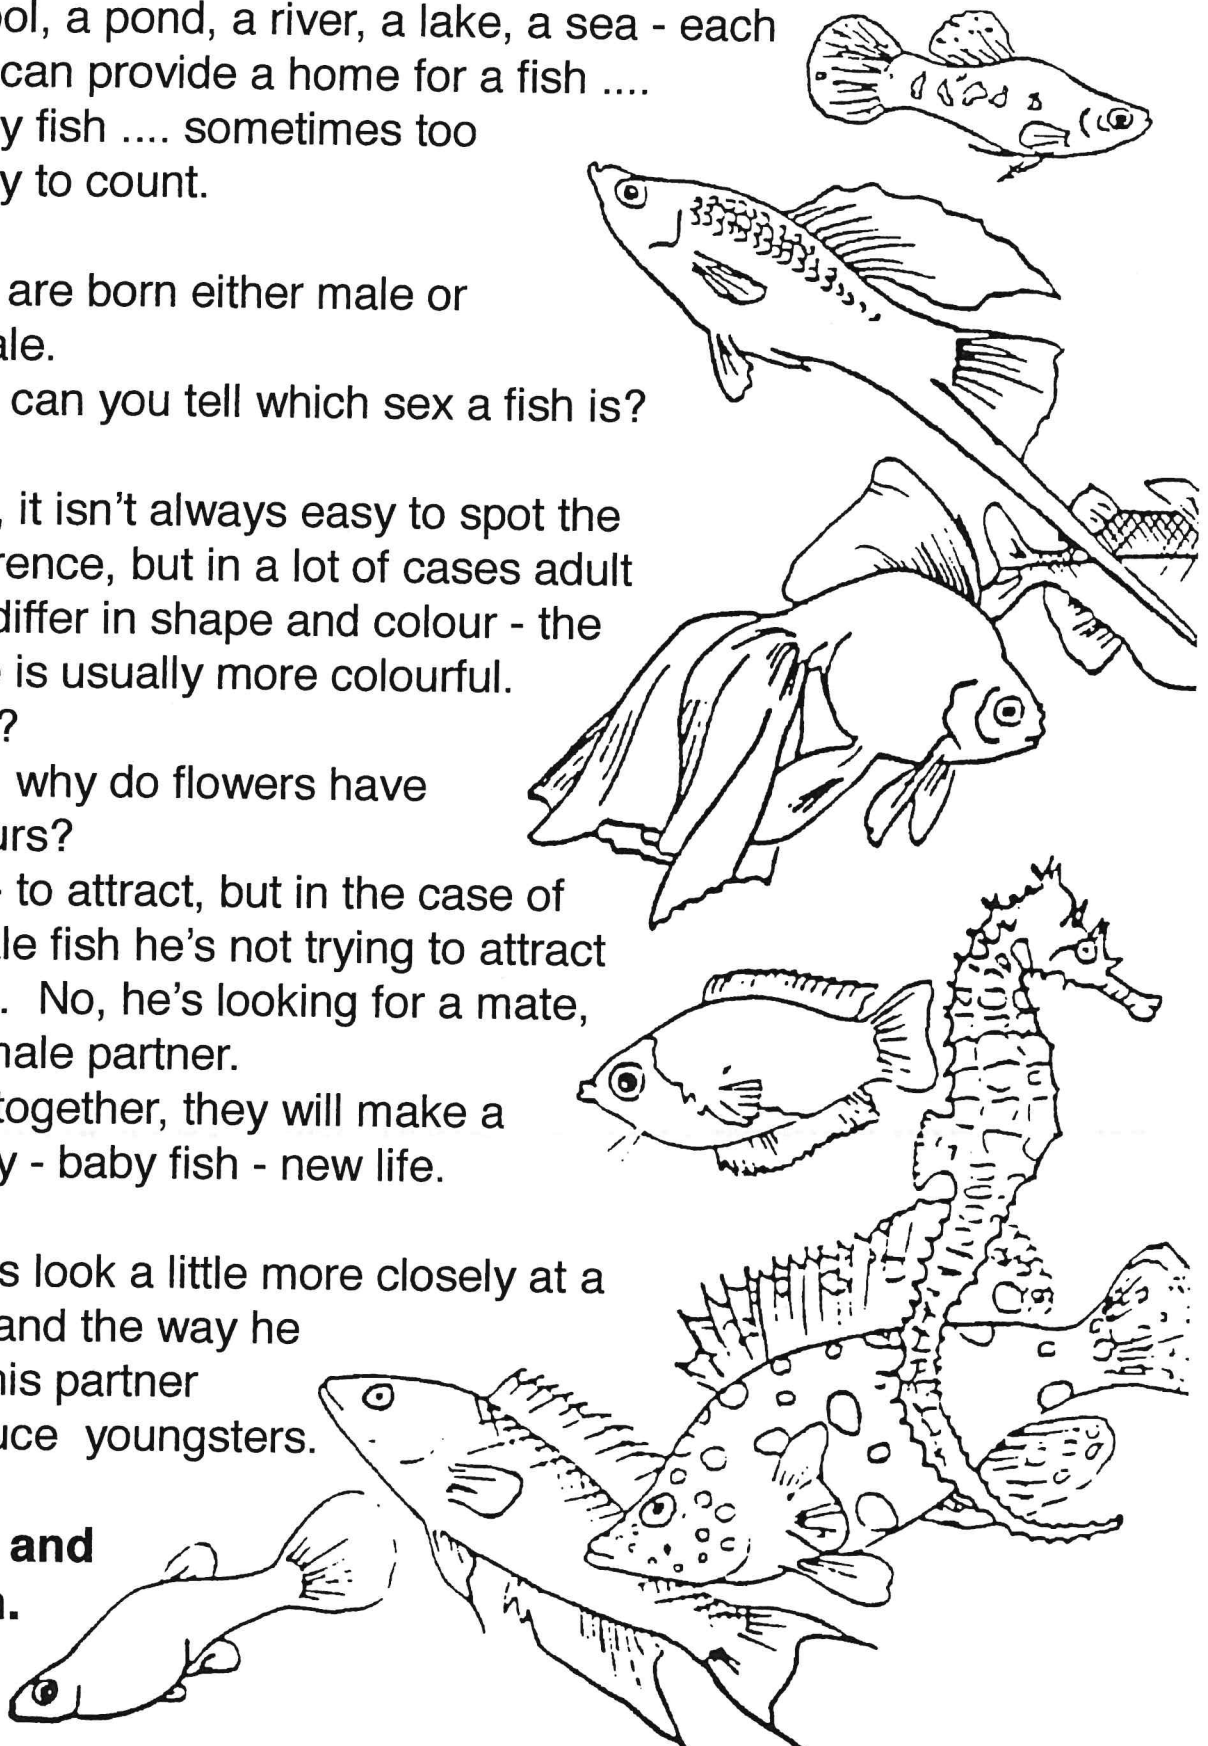 ol, a pond, a river, a lake, a sea - each
can provide a home for a fish ....
y fish .... sometimes too
y to count.
are born either male or
ale.
can you tell which sex a fish is?
, it isn't always easy to spot the
rence, but in a lot of cases adult
differ in shape and colour - the
is usually more colourful.
?
why do flowers have
urs?
- to attract, but in the case of
le fish he's not trying to attract
. No, he's looking for a mate,
male partner.
together, they will make a
y - baby fish - new life.
s look a little more closely at a
and the way he
his partner
uce youngsters.
and
.